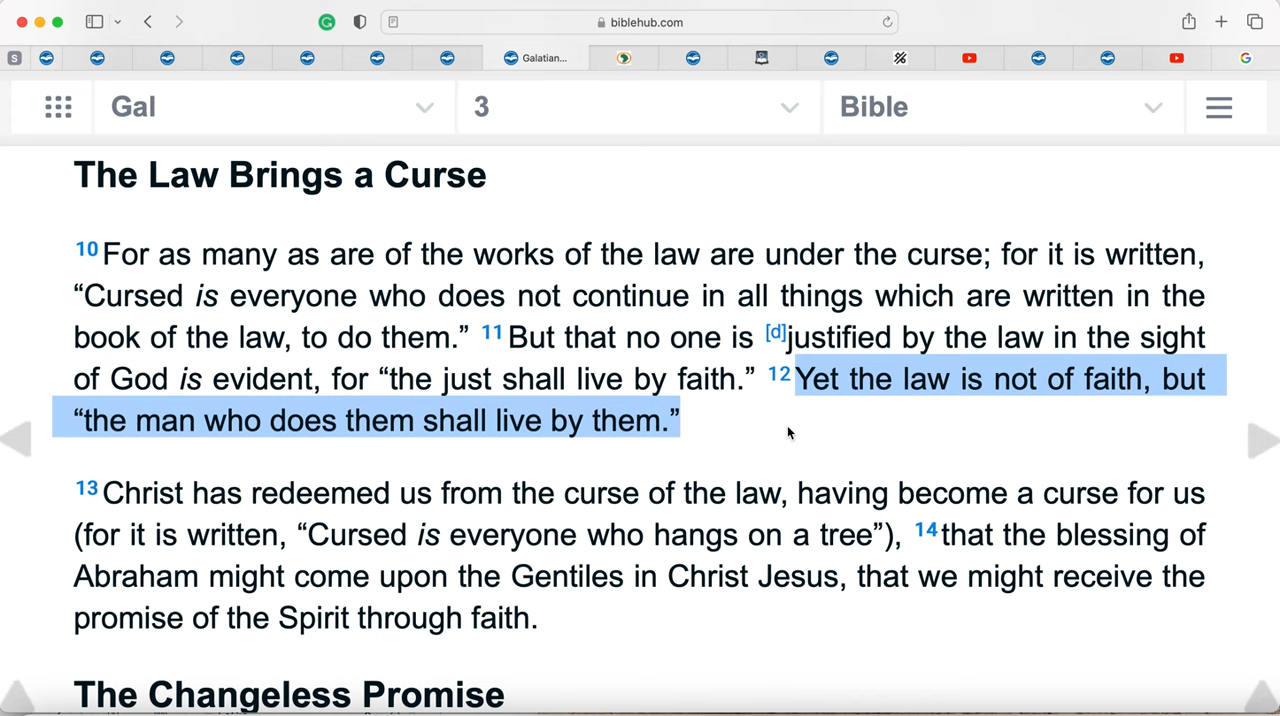 biblehub.com
S
Galatian...
Gal
3
Bible
The Law Brings a Curse
10 For as many as are of the works of the law are under the curse; for it is written,
“Cursed is everyone who does not continue in all things which are written in the
book of the law, to do them.” 11 But that no one is [d]justified by the law in the sight
of God is evident, for “the just shall live by faith.” 12 Yet the law is not of faith, but
“the man who does them shall live by them.”
13 Christ has redeemed us from the curse of the law, having become a curse for us
(for it is written, “Cursed is everyone who hangs on a tree”), 14 that the blessing of
Abraham might come upon the Gentiles in Christ Jesus, that we might receive the
promise of the Spirit through faith.
The Changeless Promise